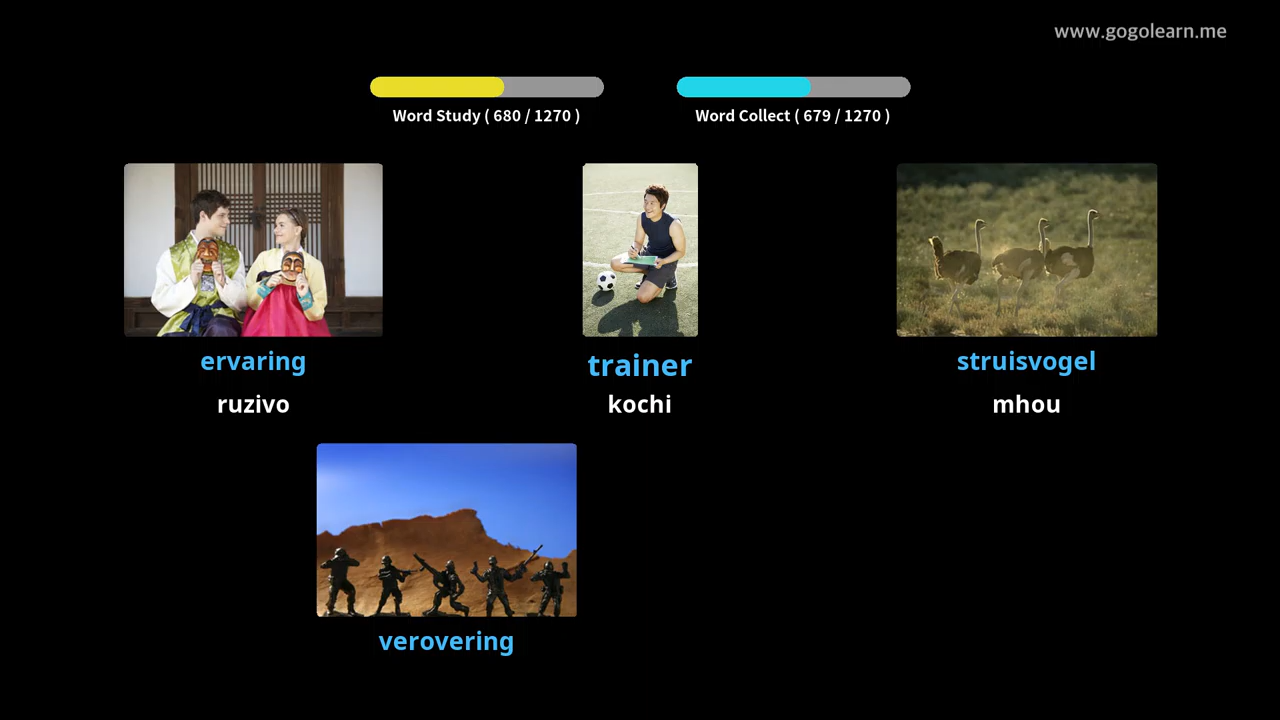 www.gogolearn.me
Word Study ( 680 / 1270 )
Word Collect ( 679 / 1270 )
ervaring
trainer
struisvogel
ruzivo
kochi
mhou
verovering